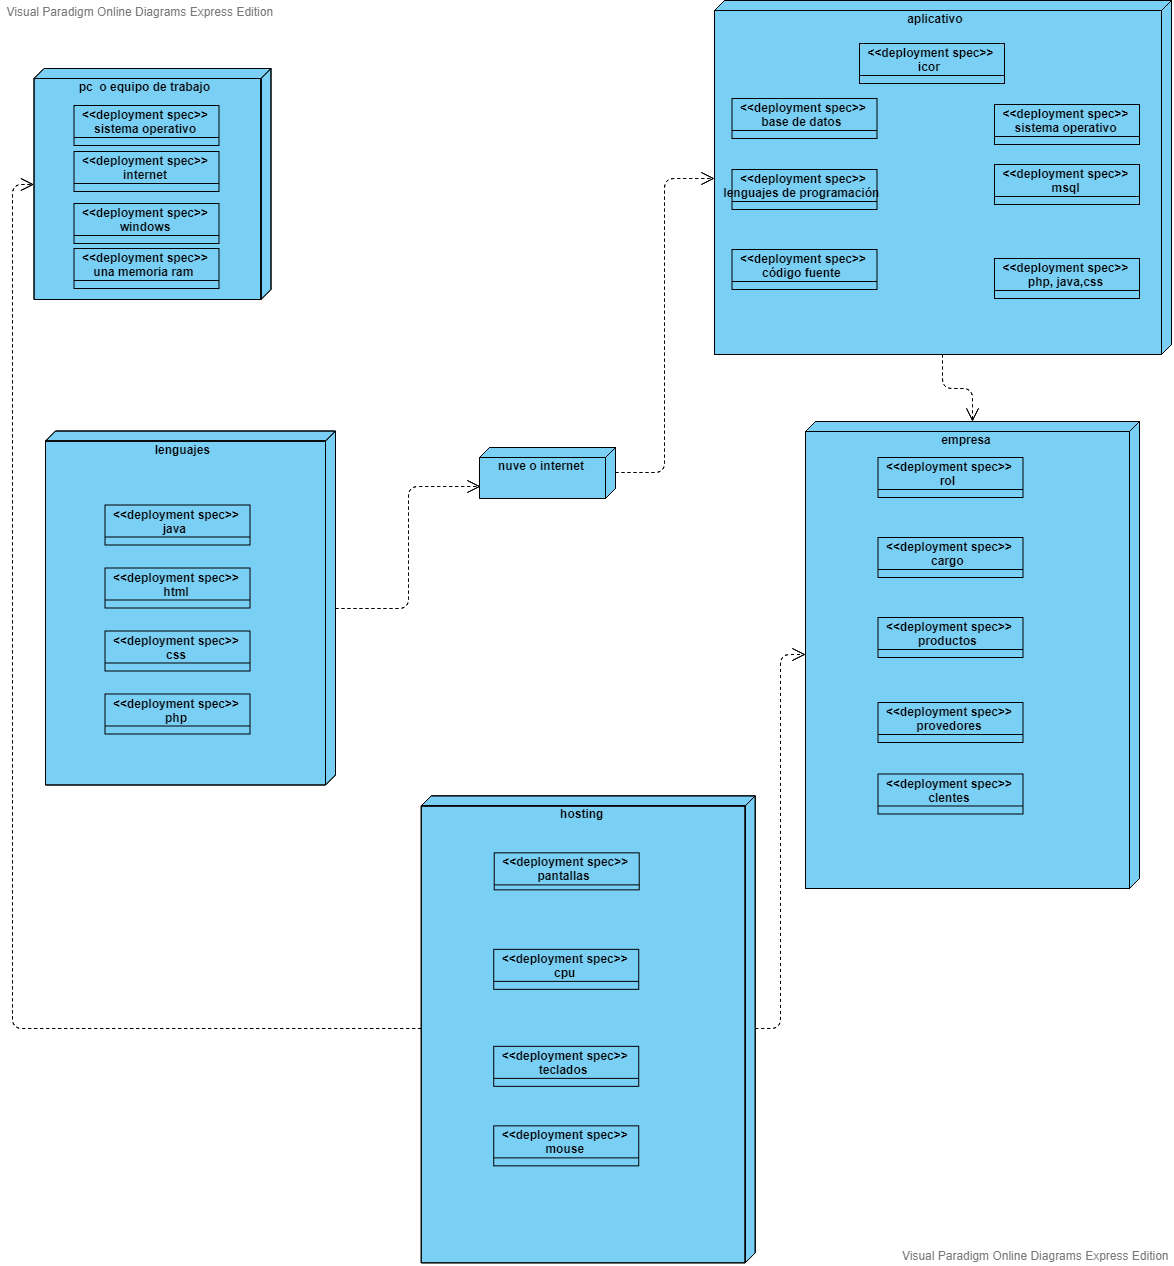 Visual Paradigm Online Diagrams Express Edition
pc  o equipo de trabajo
<<deployment spec>>
sistema operativo
<<deployment spec>>
internet
<<deployment spec>>
windows
<<deployment spec>>
una memoria ram
aplicativo
<<deployment spec>>
icor
<<deployment spec>>
base de datos
<<deployment spec>>
sistema operativo
<<deployment spec>>
lenguajes de programación
<<deployment spec>>
msql
<<deployment spec>>
código fuente
<<deployment spec>>
php, java,css
lenguajes
<<deployment spec>>
java
<<deployment spec>>
html
<<deployment spec>>
css
<<deployment spec>>
php
nuve o internet
empresa
<<deployment spec>>
rol
<<deployment spec>>
cargo
<<deployment spec>>
productos
<<deployment spec>>
provedores
<<deployment spec>>
clentes
hosting
<<deployment spec>>
pantallas
<<deployment spec>>
cpu
<<deployment spec>>
teclados
<<deployment spec>>
mouse
Visual Paradigm Online Diagrams Express Edition